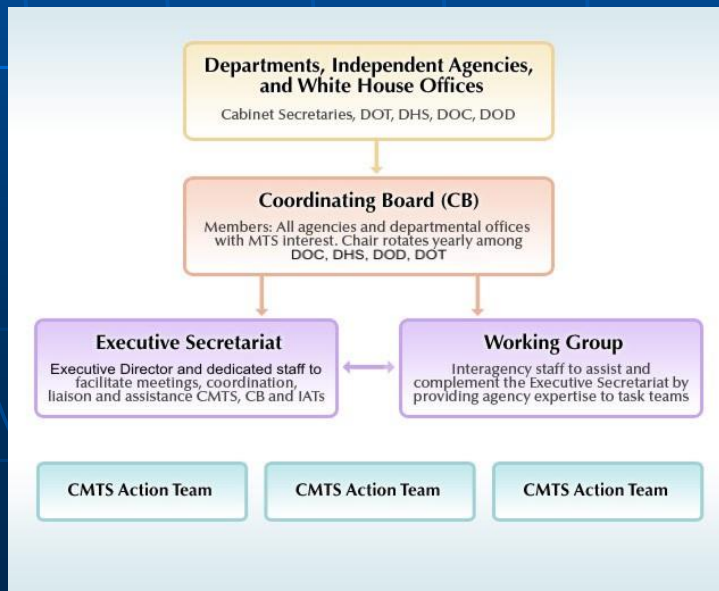 Departments, Independent Agencies,
and White House Offices
Cabinet Secretaries, DOT, DHS, DOC, DOD
Coordinating Board (CB)
Members: All agencies and departmental offices
with MTS interest. Chair rotates yearly among
DOC, DHS, DOD, DOT
Executive Secretariat
Executive Director and dedicated staff to
facilitate meetings, coordination,
liaison and assistance CMTS, CB and IATs
Working Group
Interagency staff to assist and
complement the Executive Secretariat by
providing agency expertise to task teams
CMTS Action Team
CMTS Action Team
CMTS Action Team